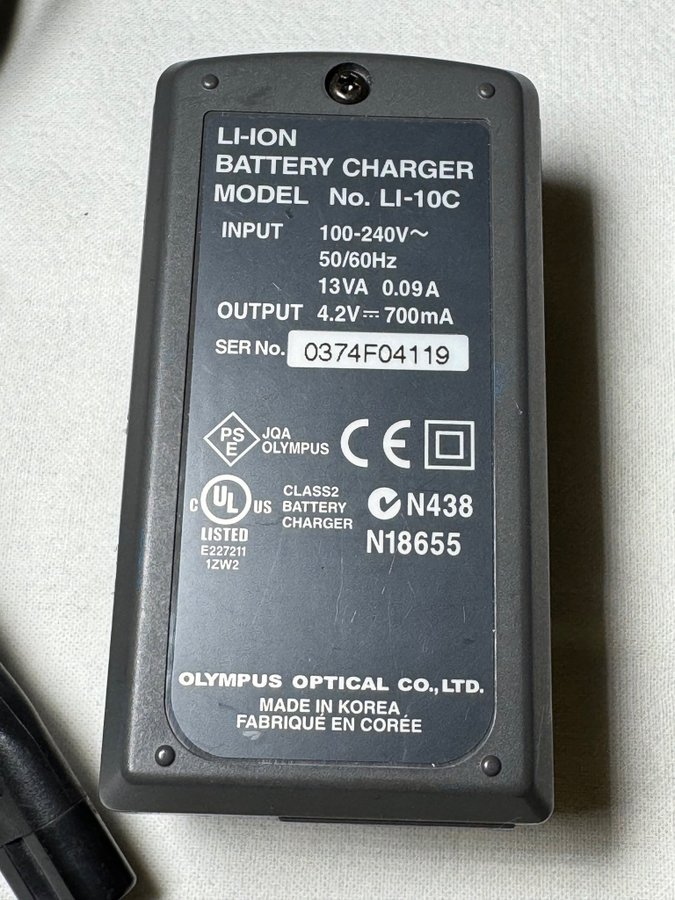 LI-ION
BATTERY CHARGER
MODEL No. LI-10C
INPUT 100-240V~
50/60Hz
13VA 0.09A
OUTPUT 4.2V⎓700mA
SER No. 0374F04119
PS
E
JQA
OLYMPUS
CE
C UL US
LISTED
E227211
1ZW2
CLASS2
BATTERY
CHARGER
N438
N18655
OLYMPUS OPTICAL CO.,LTD.
MADE IN KOREA
FABRIQUÉ EN CORÉE